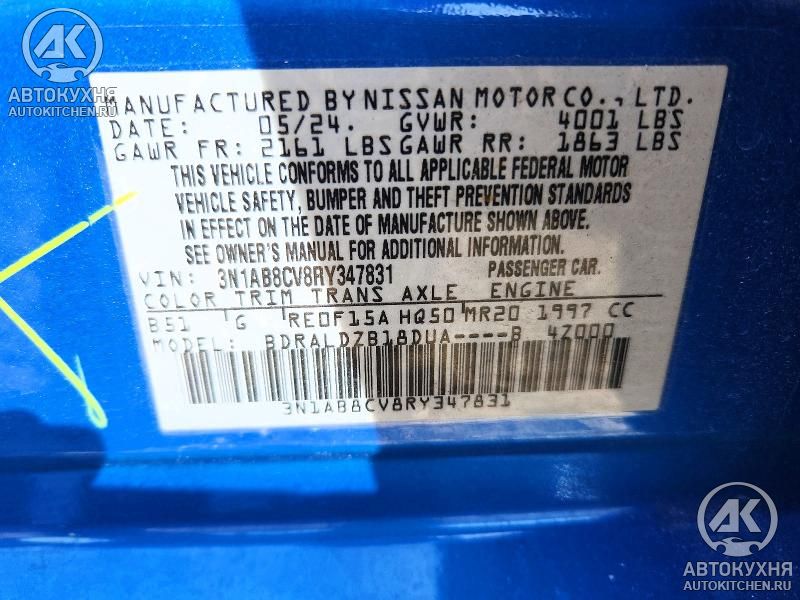 АК
АВТОКУХНЯ
AUTOKITCHEN.RU
MANUFACTURED BY NISSAN MOTOR CO., LTD.
DATE: 05/24. GVWR: 4001 LBS
GAWR FR: 2161 LBS GAWR RR: 1863 LBS
THIS VEHICLE CONFORMS TO ALL APPLICABLE FEDERAL MOTOR
VEHICLE SAFETY, BUMPER AND THEFT PREVENTION STANDARDS
IN EFFECT ON THE DATE OF MANUFACTURE SHOWN ABOVE.
SEE OWNER'S MANUAL FOR ADDITIONAL INFORMATION.
VIN: 3N1AB8CV8RY347831 PASSENGER CAR.
COLOR TRIM TRANS AXLE ENGINE
B51 G RE0F15A HQ50 MR20 1997 CC
MODEL: BDRALDZB18DUA----B 4Z000
3N1AB8CV8RY347831
АК
АВТОКУХНЯ
AUTOKITCHEN.RU